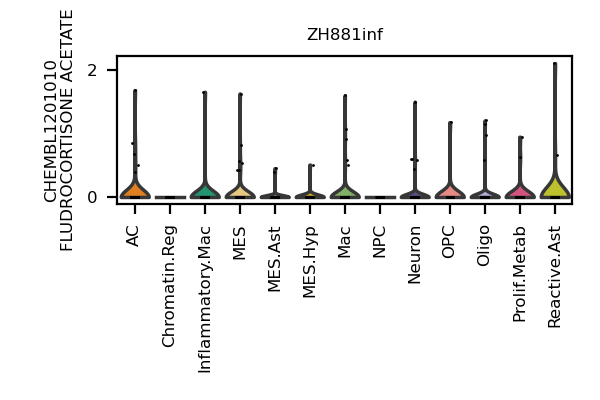 ZH881inf
CHEMBL1201010
FLUDROCORTISONE ACETATE
2
0
AC
Chromatin.Reg
Inflammatory.Mac
MES
MES.Ast
MES.Hyp
Mac
NPC
Neuron
OPC
Oligo
Prolif.Metab
Reactive.Ast